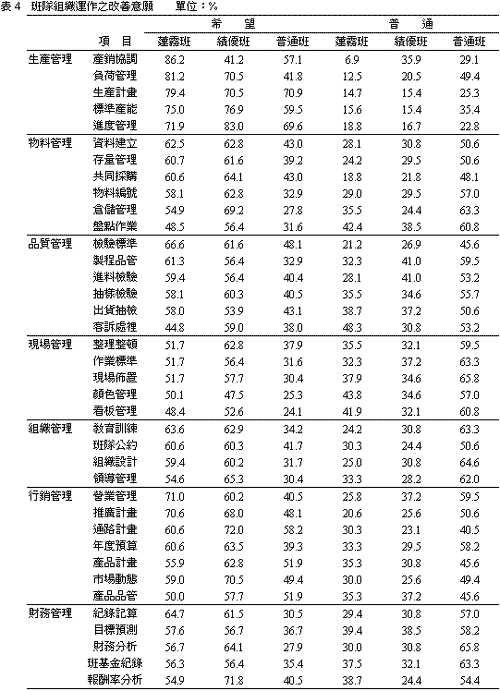 表 4 班隊組織運作之改善意願 單位：%
希 望 普 通
項 目 蓮霧班 績優班 普通班 蓮霧班 績優班 普通班
生產管理 產銷協調 86.2 41.2 57.1 6.9 35.9 29.1
負荷管理 81.2 70.5 41.8 12.5 20.5 49.4
生產計畫 79.4 70.5 70.9 14.7 15.4 25.3
標準產能 75.0 76.9 59.5 15.6 15.4 35.4
進度管理 71.9 83.0 69.6 18.8 16.7 22.8
物料管理 資料建立 62.5 62.8 43.0 28.1 30.8 50.6
存量管理 60.7 61.6 39.2 24.2 29.5 50.6
共同採購 60.6 64.1 43.0 18.8 21.8 48.1
物料編號 58.1 62.8 32.9 29.0 29.5 57.0
倉儲管理 54.9 69.2 27.8 35.5 24.4 63.3
盤點作業 48.5 56.4 31.6 42.4 38.5 60.8
品質管理 檢驗標準 66.6 61.6 48.1 21.2 26.9 45.6
製程品管 61.3 56.4 32.9 32.3 41.0 59.5
進料檢驗 59.4 56.4 40.4 28.1 41.0 53.2
抽樣檢驗 58.1 60.3 40.5 35.5 34.6 55.7
出貨抽檢 58.0 53.9 43.1 38.7 37.2 50.6
客訴處裡 44.8 59.0 38.0 48.3 30.8 53.2
現場管理 整理整頓 51.7 62.8 37.9 35.5 32.1 59.5
作業標準 51.7 56.4 31.6 32.3 37.2 63.3
現場佈置 51.7 57.7 30.4 37.9 34.6 65.8
顏色管理 50.1 47.5 25.3 43.8 34.6 57.0
看板管理 48.4 52.6 24.1 41.9 32.1 60.8
組織管理 教育訓練 63.6 62.9 34.2 24.2 30.8 63.3
班隊公約 60.6 60.3 41.7 30.3 24.4 50.6
組織設計 59.4 60.2 31.7 25.0 30.8 64.6
領導管理 54.6 65.3 30.4 33.3 28.2 62.0
行銷管理 營業管理 71.0 60.2 40.5 25.8 37.2 59.5
推廣計畫 70.6 68.0 48.1 20.6 25.6 50.6
通路計畫 60.6 72.0 58.2 30.3 23.1 40.5
年度預算 60.6 63.5 39.3 33.3 29.5 58.2
產品計畫 55.9 62.8 51.9 35.3 30.8 45.6
市場動態 59.0 70.5 49.4 30.0 25.6 49.4
產品品管 50.0 57.7 51.9 35.3 37.2 45.6
財務管理 紀錄記算 64.7 61.5 30.5 29.4 30.8 57.0
目標預測 57.6 56.7 36.7 39.4 38.5 58.2
財務分析 56.7 64.1 27.9 30.0 30.8 65.8
班基金紀錄 56.3 56.4 35.4 37.5 32.1 63.3
報酬率分析 54.9 71.8 40.5 38.7 24.4 54.4